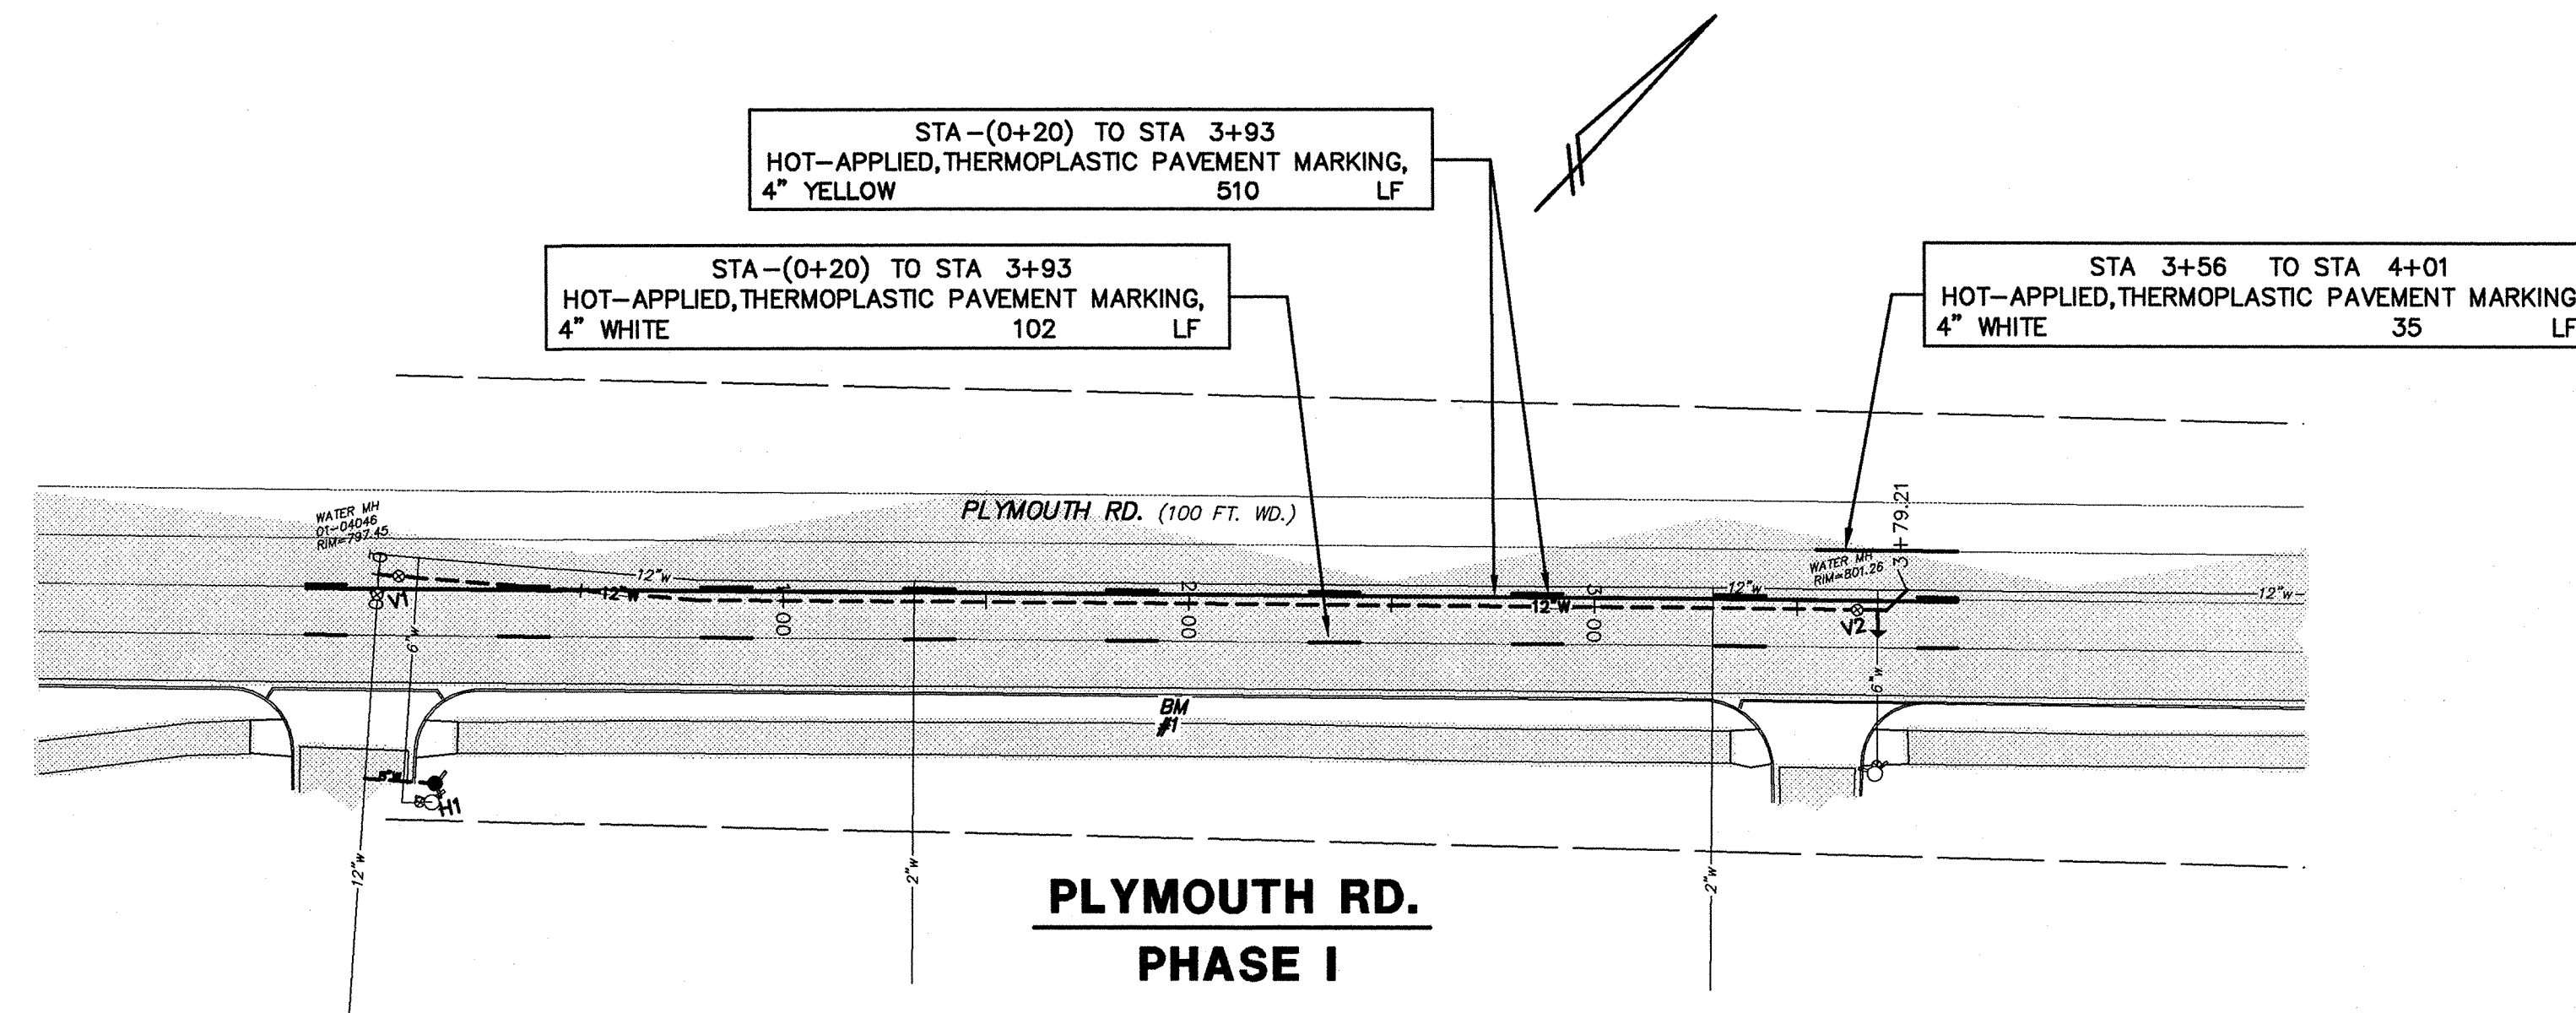 STA-(0+20) TO STA 3+93
HOT-APPLIED,THERMOPLASTIC PAVEMENT MARKING,
4" YELLOW 510 LF
STA-(0+20) TO STA 3+93
HOT-APPLIED,THERMOPLASTIC PAVEMENT MARKING,
4" WHITE 102 LF
STA 3+56 TO STA 4+01
HOT-APPLIED,THERMOPLASTIC PAVEMENT MARKING
4" WHITE 35 LF
PLYMOUTH RD. (100 FT. WD.)
WATER MH
01-04046
RIM=797.45
3+79.21
WATER MH
RIM=801.26
12"W
12"W
12"W
12"W
12"W
V1
V2
1 00
2 00
3 00
6"W
6"W
BM
#1
H1
12"W
2"W
2"W
PLYMOUTH RD.
PHASE I